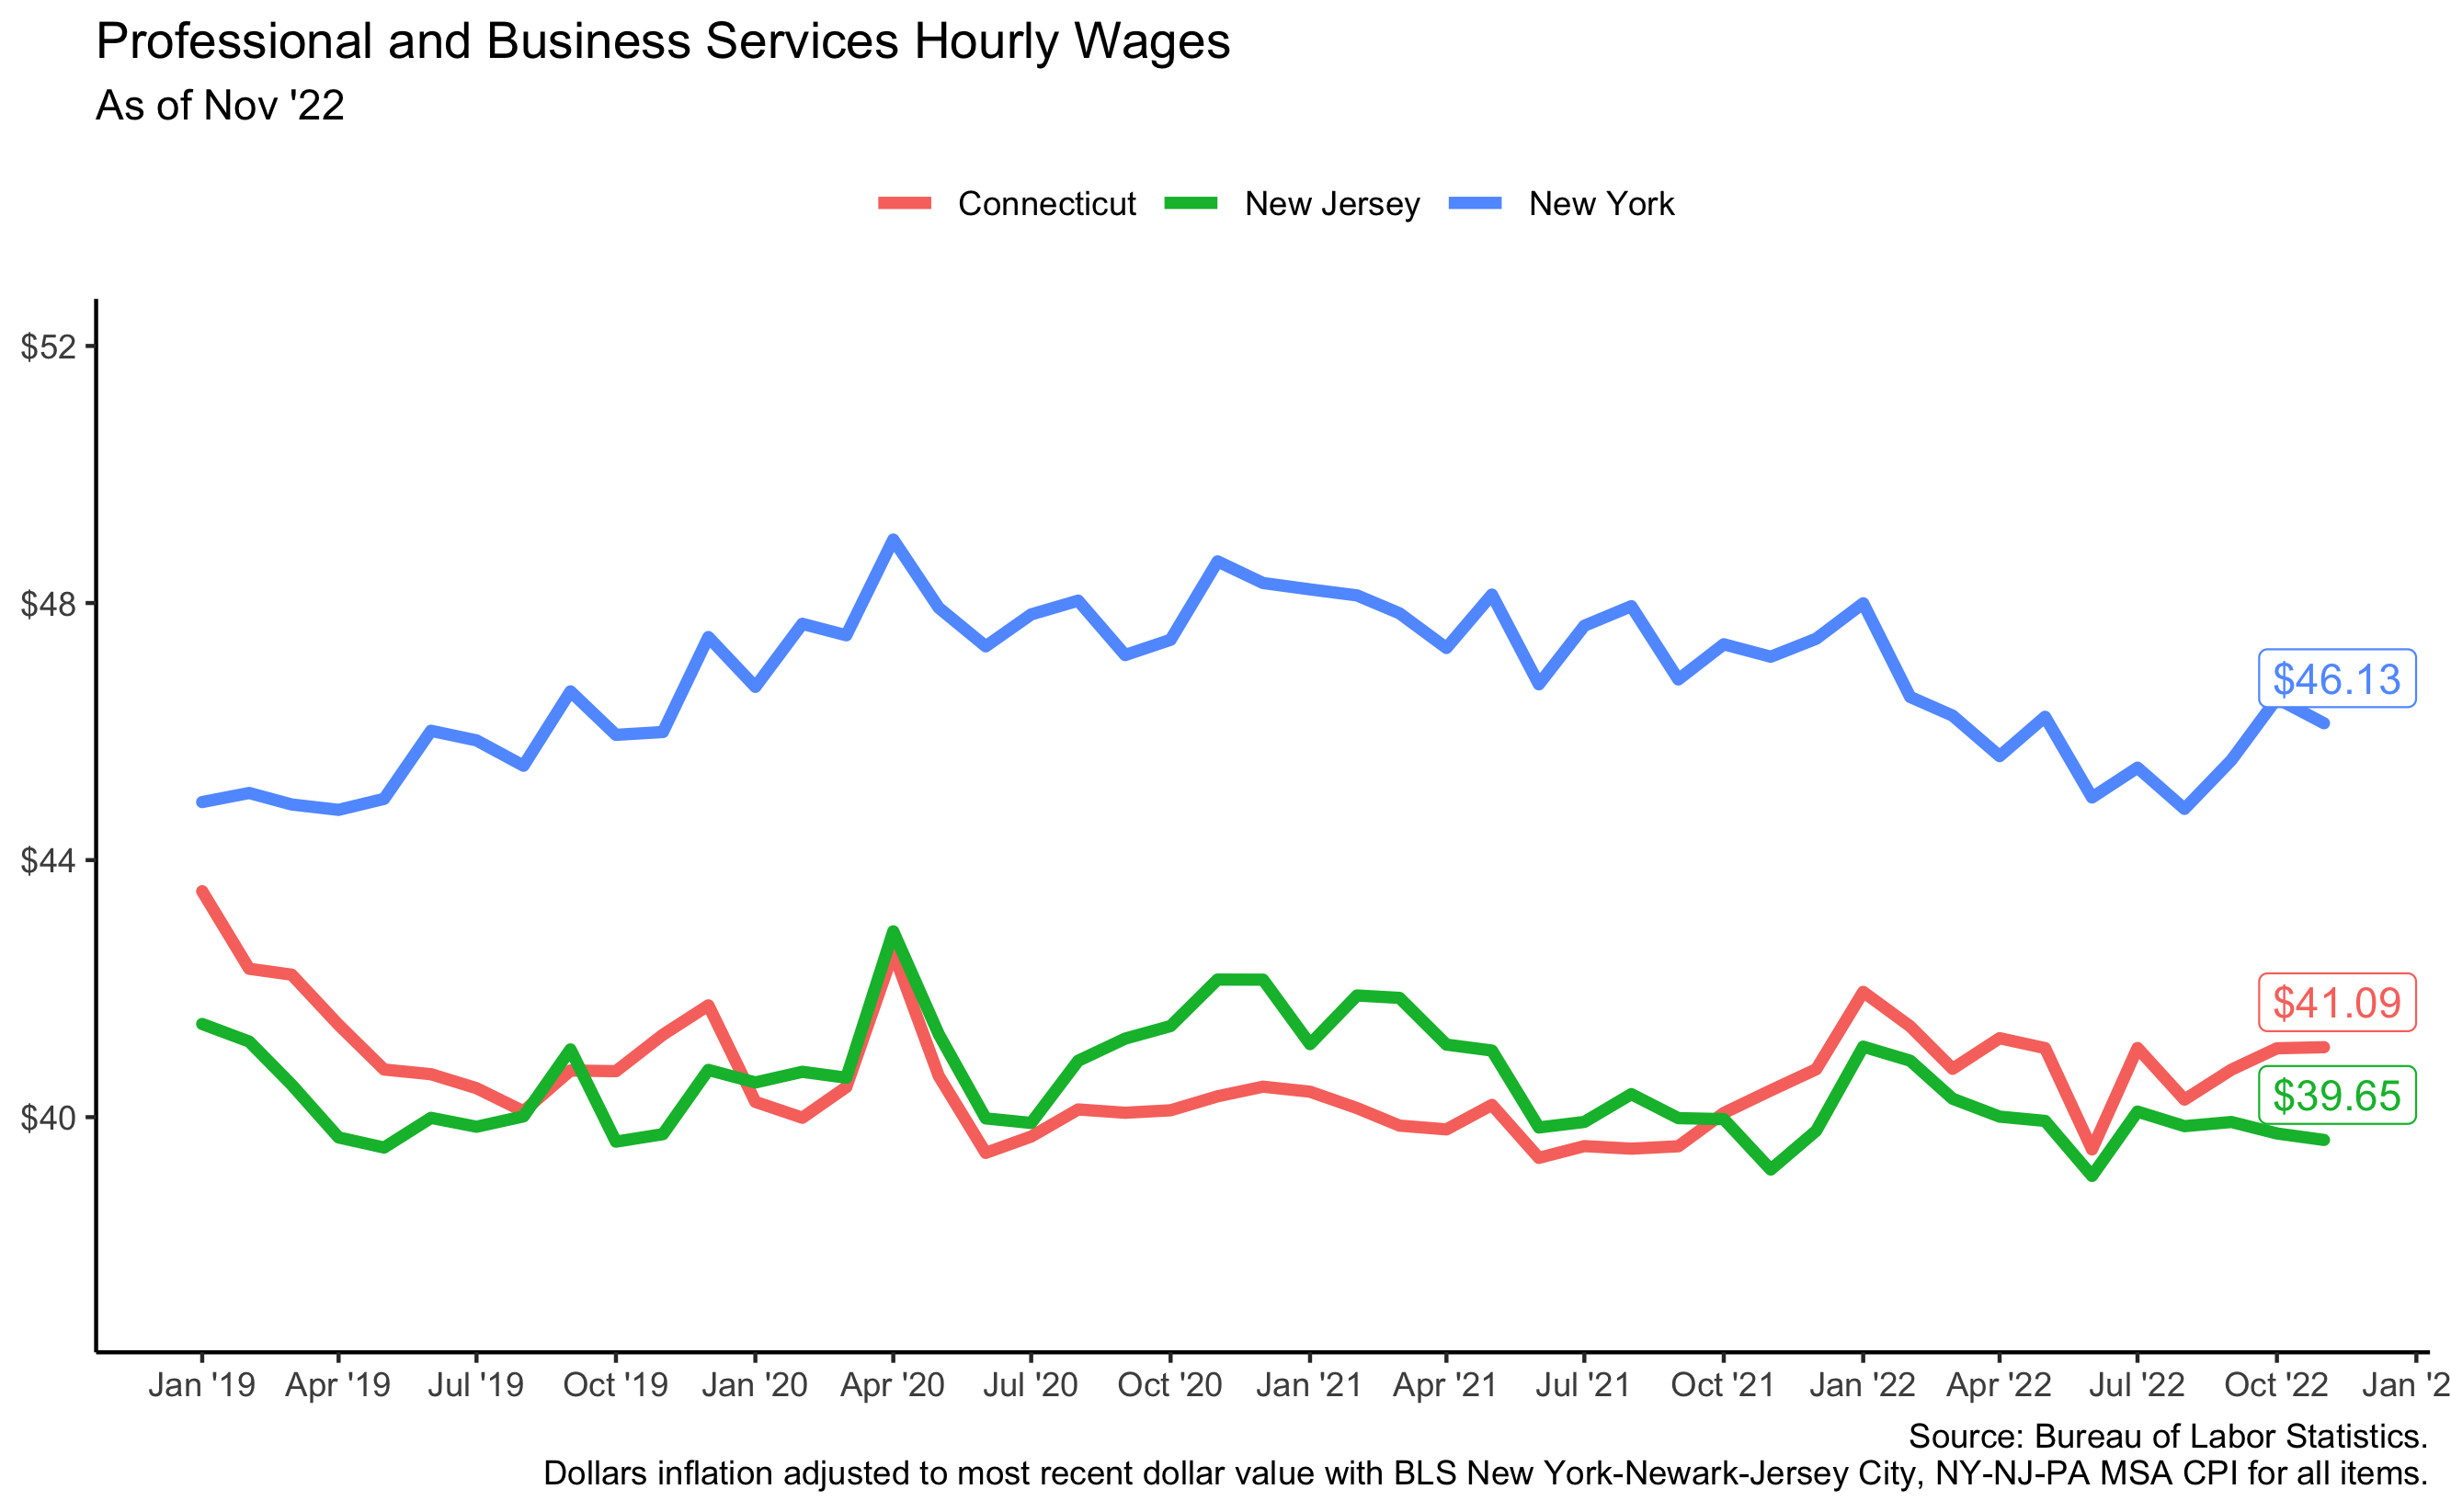 Professional and Business Services Hourly Wages
As of Nov '22
Connecticut New Jersey New York
$52
$48
$44
$40
$46.13
$41.09
$39.65
Jan '19 Apr '19 Jul '19 Oct '19 Jan '20 Apr '20 Jul '20 Oct '20 Jan '21 Apr '21 Jul '21 Oct '21 Jan '22 Apr '22 Jul '22 Oct '22 Jan '2
Source: Bureau of Labor Statistics.
Dollars inflation adjusted to most recent dollar value with BLS New York-Newark-Jersey City, NY-NJ-PA MSA CPI for all items.